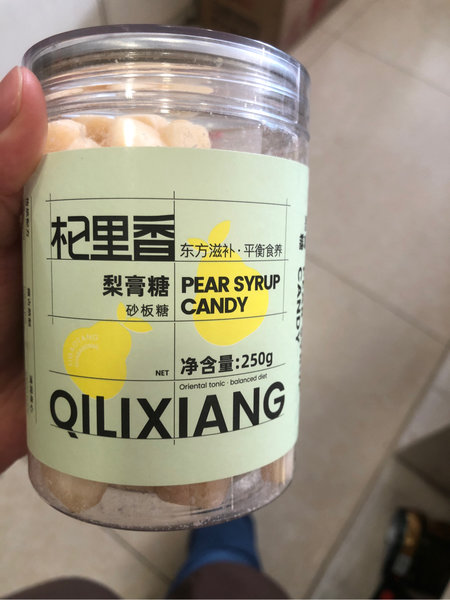 杞里香
东方滋补·平衡食养
梨膏糖
砂板糖
PEAR SYRUP
CANDY
NET
净含量:250g
Oriental tonic · balanced diet
QILIXIANG
CANDY